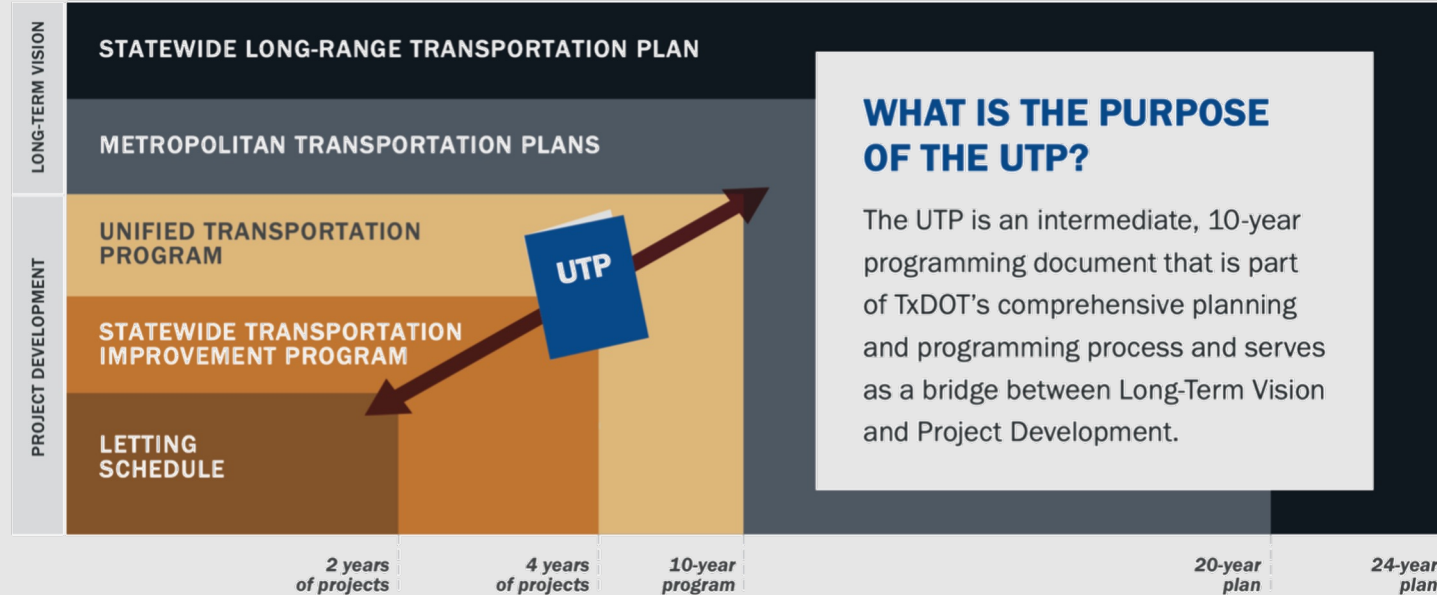 LONG-TERM VISION
STATEWIDE LONG-RANGE TRANSPORTATION PLAN
METROPOLITAN TRANSPORTATION PLANS
PROJECT DEVELOPMENT
UNIFIED TRANSPORTATION
PROGRAM
UTP
STATEWIDE TRANSPORTATION
IMPROVEMENT PROGRAM
LETTING
SCHEDULE
WHAT IS THE PURPOSE
OF THE UTP?
The UTP is an intermediate, 10-year
programming document that is part
of TxDOT’s comprehensive planning
and programming process and serves
as a bridge between Long-Term Vision
and Project Development.
2 years
of projects
4 years
of projects
10-year
program
20-year
plan
24-year
plan